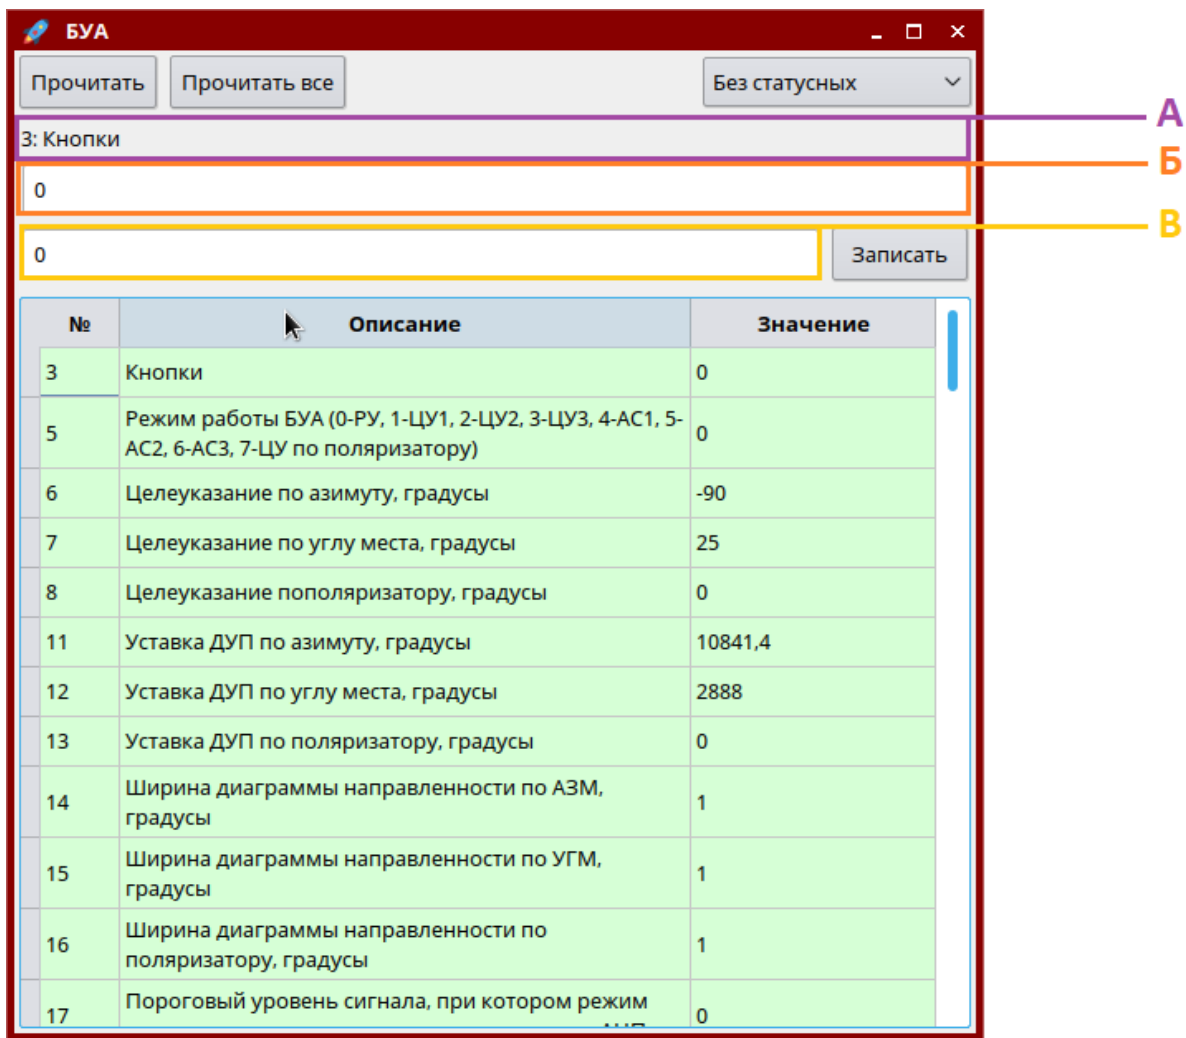 БУА
Прочитать Прочитать все Без статусных
3: Кнопки
А
0
Б
0 Записать
В
№ Описание Значение
3 Кнопки 0
5 Режим работы БУА (0-РУ, 1-ЦУ1, 2-ЦУ2, 3-ЦУ3, 4-АС1, 5-
АС2, 6-АС3, 7-ЦУ по поляризатору) 0
6 Целеуказание по азимуту, градусы -90
7 Целеуказание по углу места, градусы 25
8 Целеуказание пополяризатору, градусы 0
11 Уставка ДУП по азимуту, градусы 10841,4
12 Уставка ДУП по углу места, градусы 2888
13 Уставка ДУП по поляризатору, градусы 0
14 Ширина диаграммы направленности по АЗМ,
градусы 1
15 Ширина диаграммы направленности по УГМ,
градусы 1
16 Ширина диаграммы направленности по
поляризатору, градусы 1
17 Пороговый уровень сигнала, при котором режим 0